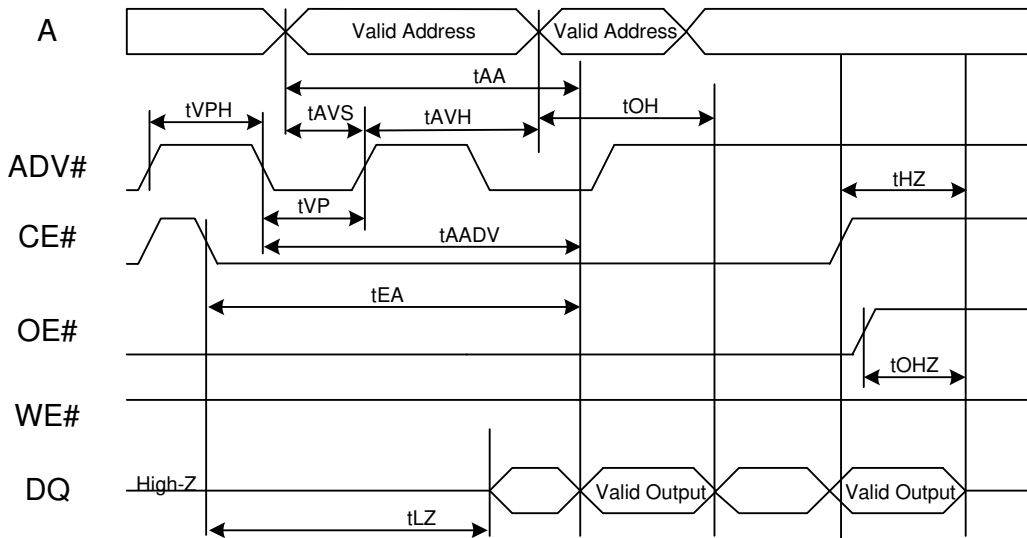 A
Valid Address
Valid Address
tAA
tVPH
tAVS
tAVH
tOH
ADV#
tHZ
tVP
CE#
tAADV
tEA
OE#
tOHZ
WE#
DQ
High-Z
Valid Output
Valid Output
tLZ